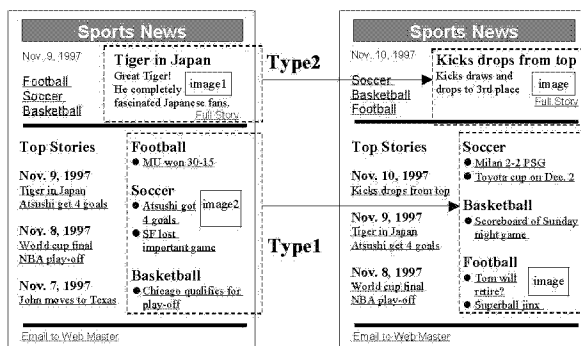 Sports News
Nov. 9, 1997
Football
Soccer
Basketball
Tiger in Japan
Great Tiger!
He completely
fascinated Japanese fans.
image1
Full Story
Top Stories
Nov. 9, 1997
Tiger in Japan
Atsushi get 4 goals
Nov. 8, 1997
World cup final
NBA play-off
Nov. 7, 1997
John moves to Texas
Football
MU won 30-15
Soccer
Atsushi got
4 goals
SF lost
important game
image2
Basketball
Chicago qualifies for
play-off
Email to Web Master
Type2
Type1
Sports News
Nov. 10, 1997
Soccer
Basketball
Football
Kicks drops from top
Kicks draws and
drops to 3rd place
image
Full Story
Top Stories
Nov. 10, 1997
Kicks drops from top
Nov. 9, 1997
Tiger in Japan
Atsushi get 4 goals
Nov. 8, 1997
World cup final
NBA play-off
Soccer
Milan 2-2 PSG
Toyota cup on Dec. 2
Basketball
Scoreboard of Sunday
night game
Football
Tom will
retire?
Superball jinx
image
Email to Web Master